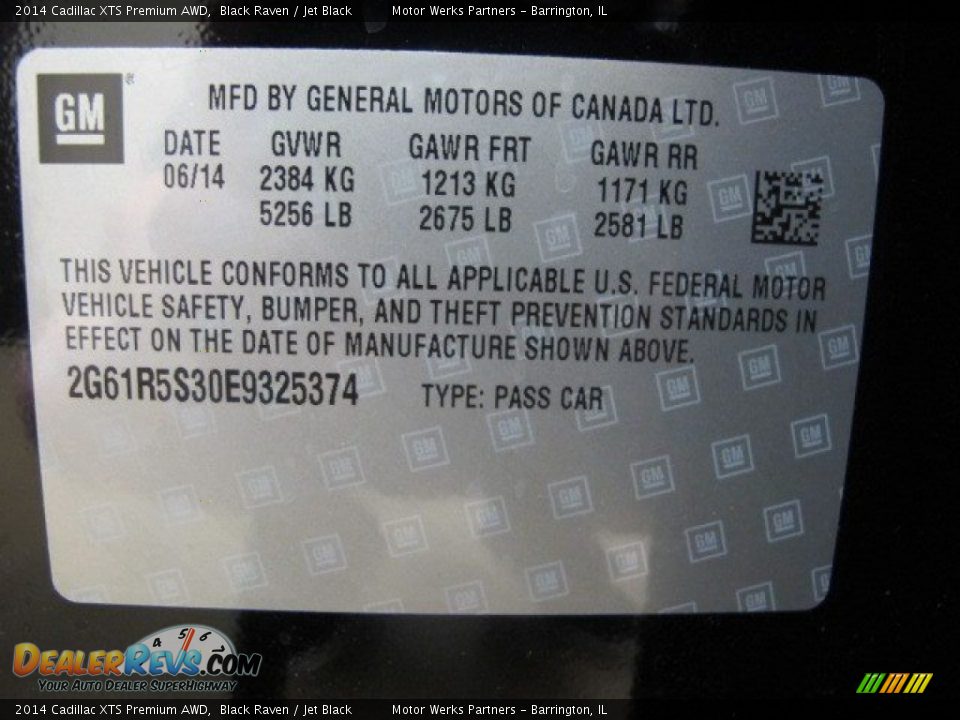 2014 Cadillac XTS Premium AWD, Black Raven / Jet Black Motor Werks Partners - Barrington, IL
GM ®
MFD BY GENERAL MOTORS OF CANADA LTD.
DATE GVWR GAWR FRT GAWR RR
06/14 2384 KG 1213 KG 1171 KG
5256 LB 2675 LB 2581 LB
THIS VEHICLE CONFORMS TO ALL APPLICABLE U.S. FEDERAL MOTOR
VEHICLE SAFETY, BUMPER, AND THEFT PREVENTION STANDARDS IN
EFFECT ON THE DATE OF MANUFACTURE SHOWN ABOVE.
2G61R5S30E9325374 TYPE: PASS CAR
4 5 6
DEALERREVS.COM
YOUR AUTO DEALER SUPERHIGHWAY
2014 Cadillac XTS Premium AWD, Black Raven / Jet Black Motor Werks Partners - Barrington, IL